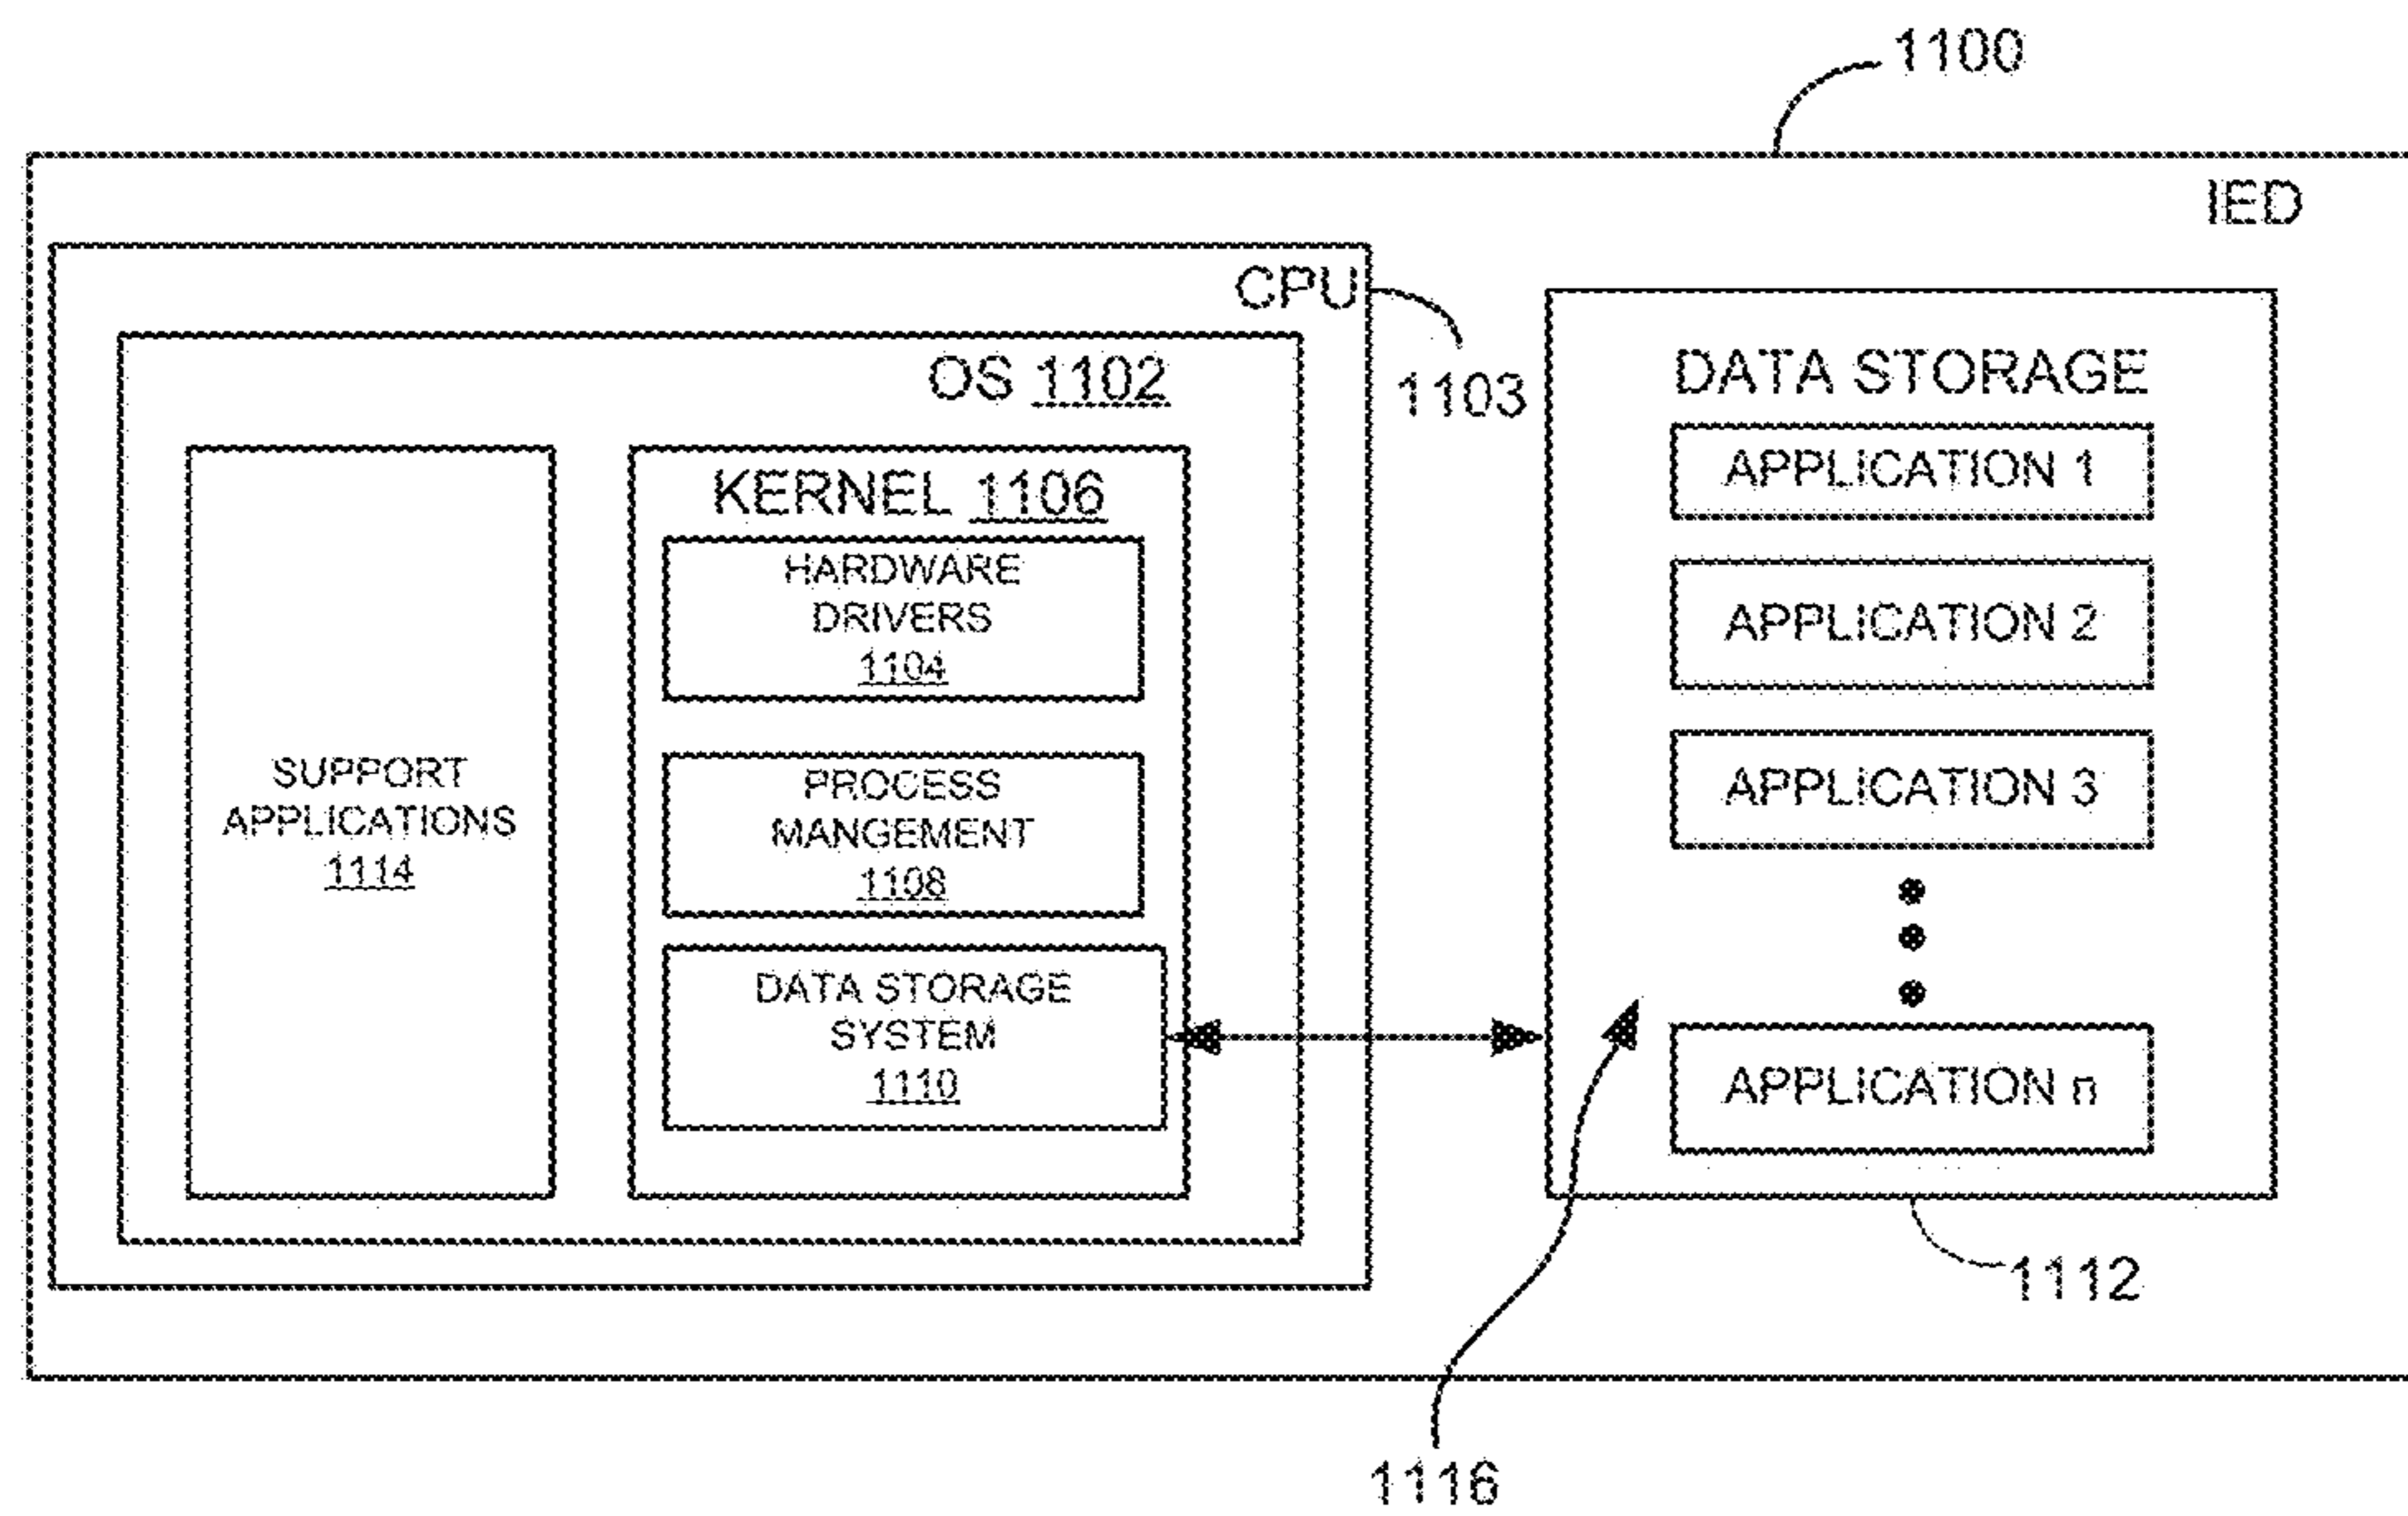 1100
IED
CPU
1103
OS 1102
SUPPORT
APPLICATIONS
1114
KERNEL 1106
HARDWARE
DRIVERS
1104
PROCESS
MANGEMENT
1108
DATA STORAGE
SYSTEM
1110
DATA STORAGE
APPLICATION 1
APPLICATION 2
APPLICATION 3
APPLICATION n
1112
1116